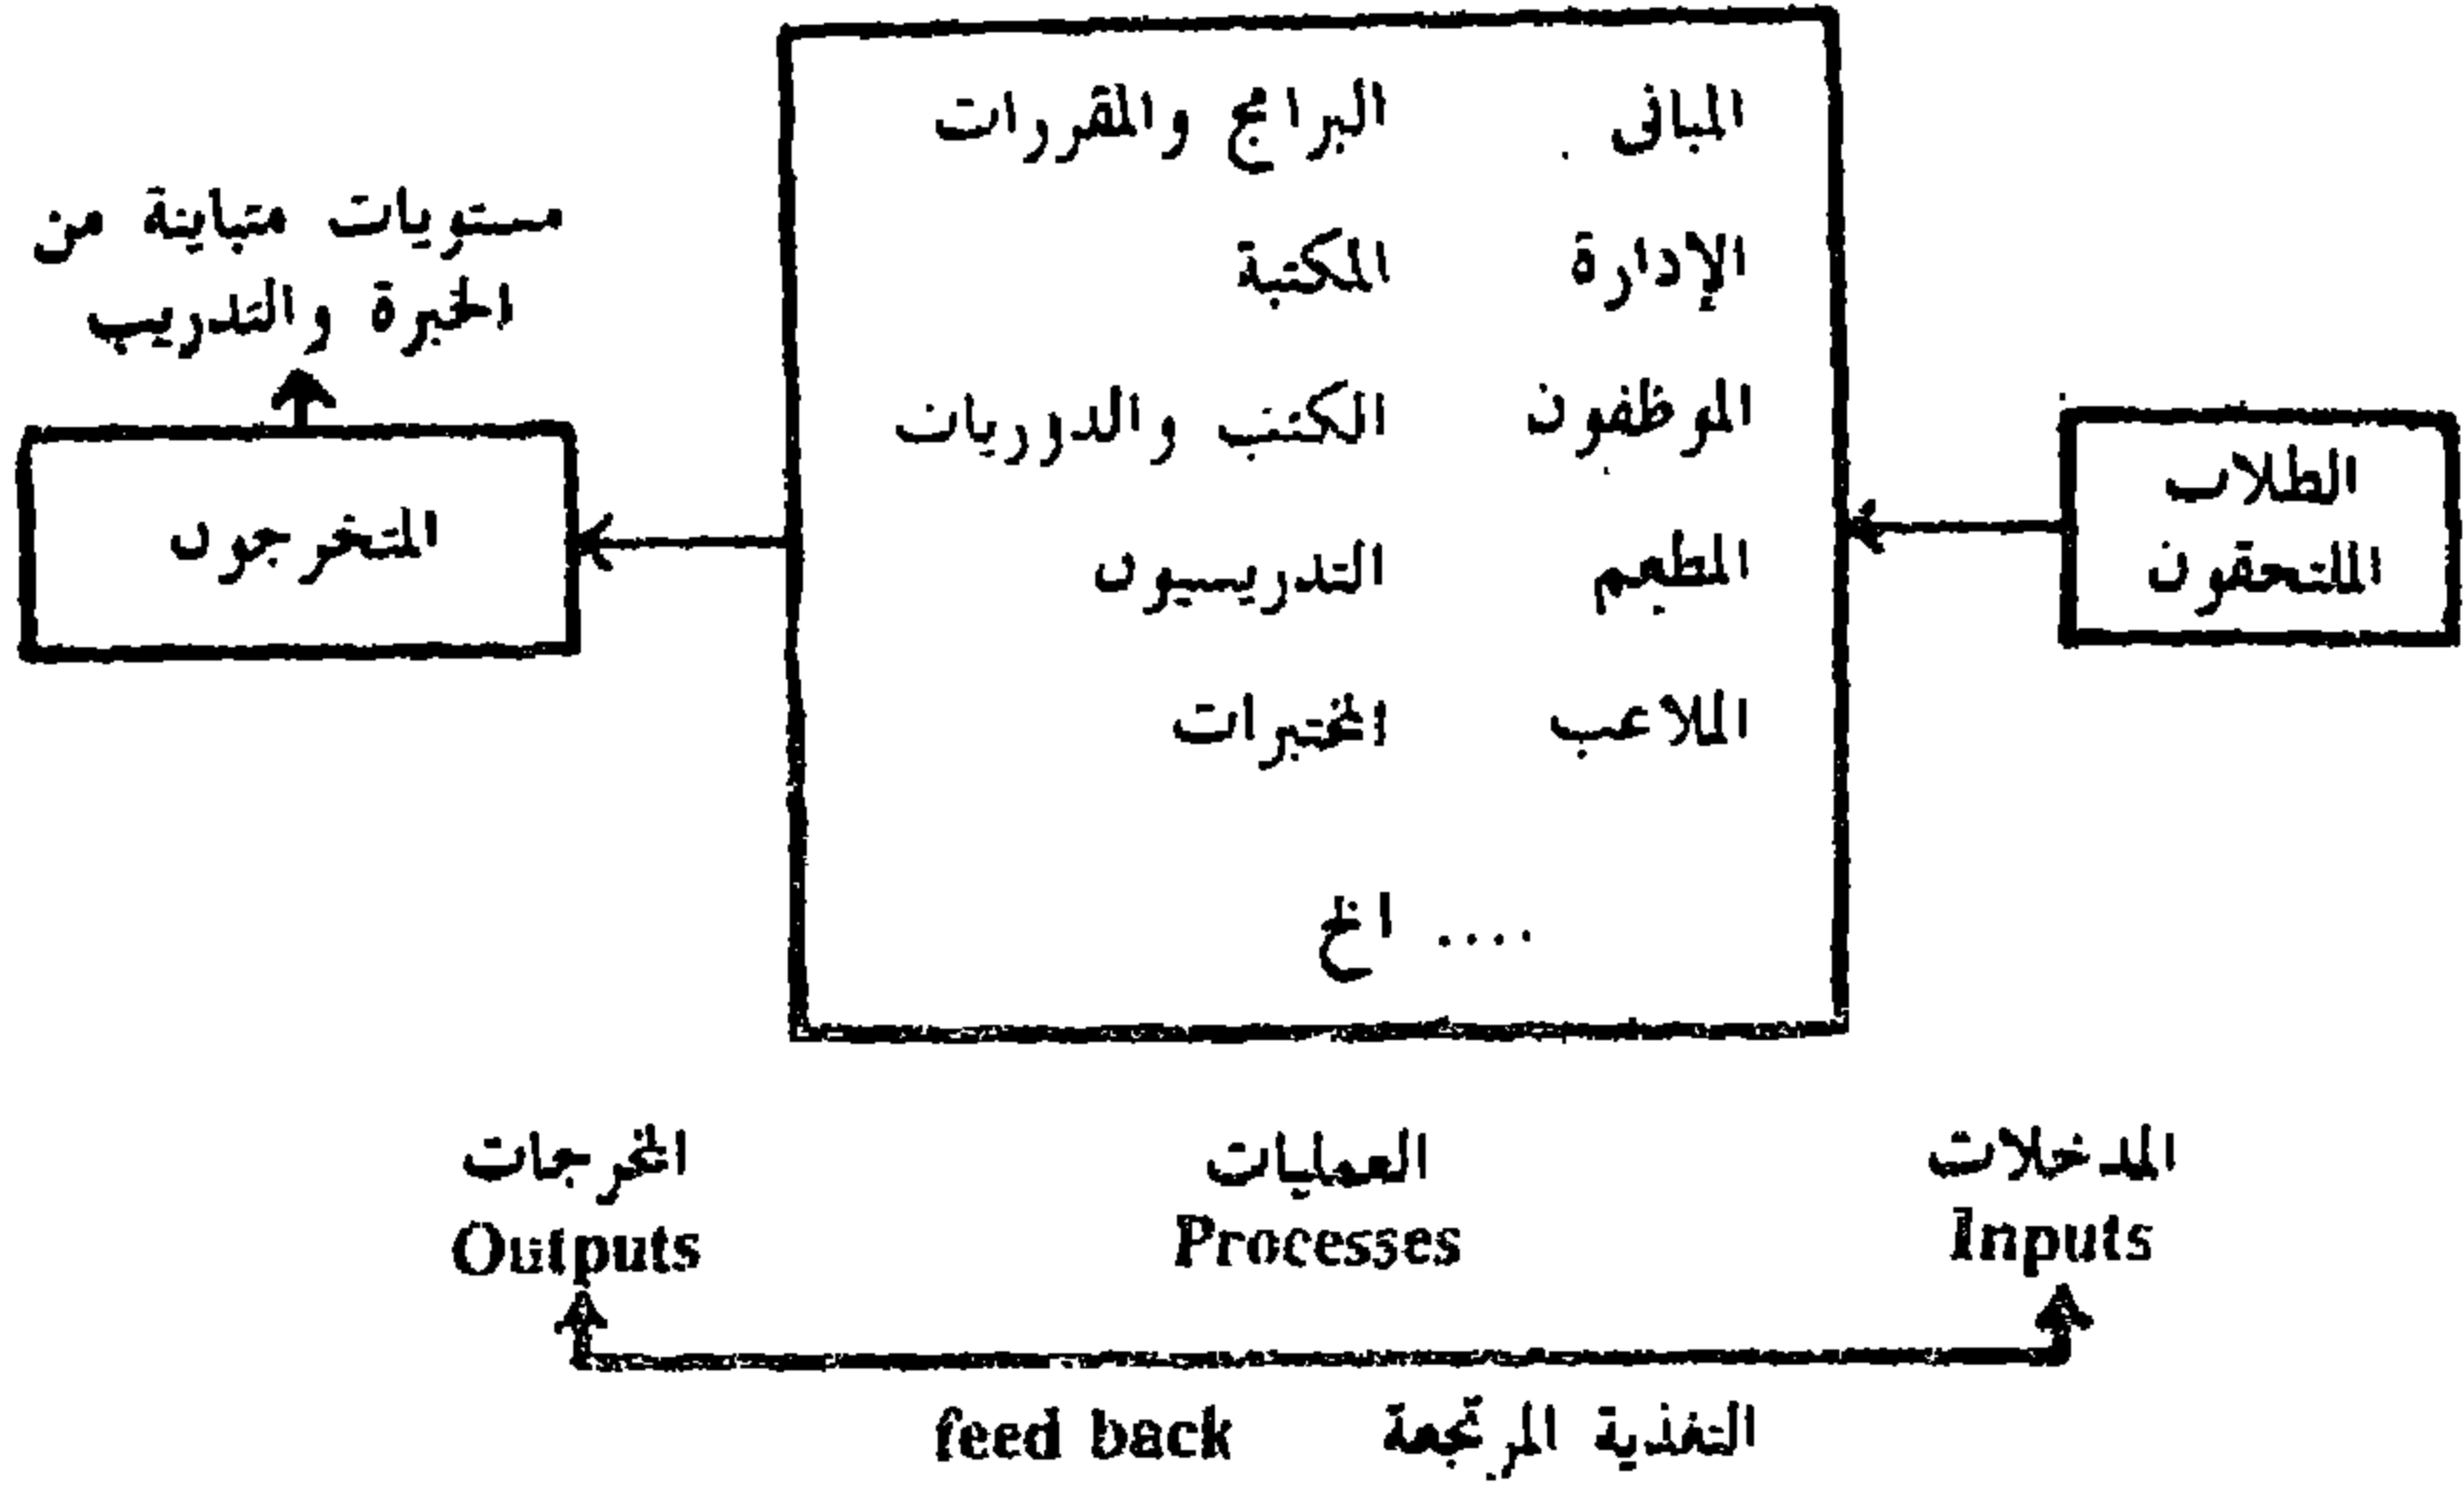 المباني البرامج والمقررات
الإدارة المكتبة
الموظفون الكتب والدوريات
المطعم التدريسيون
الملاعب المختبرات
.... الخ
الطلاب
الملتحقون
مستويات متباينة من
الخبرة والتدريب
المتخرجون
المدخلات
Inputs
العمليات
Processes
المخرجات
Outputs
التغذية المرتجعة feed back